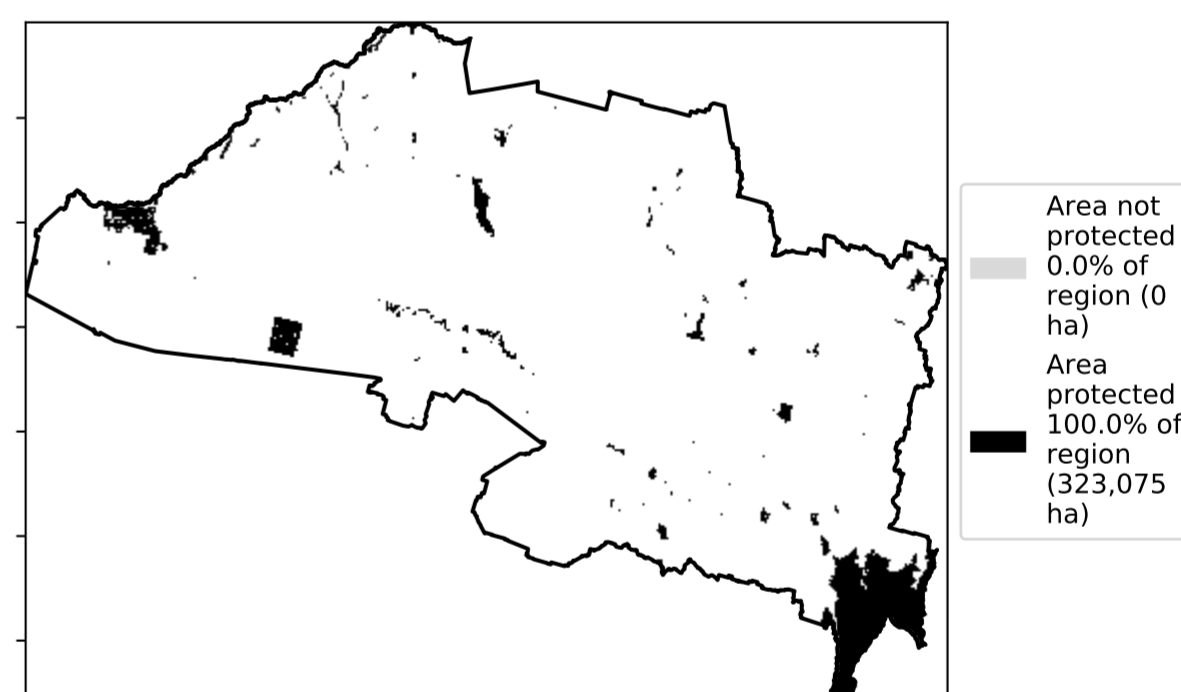 Area not
protected
0.0% of
region (0
ha)
Area
protected
100.0% of
region
(323,075
ha)